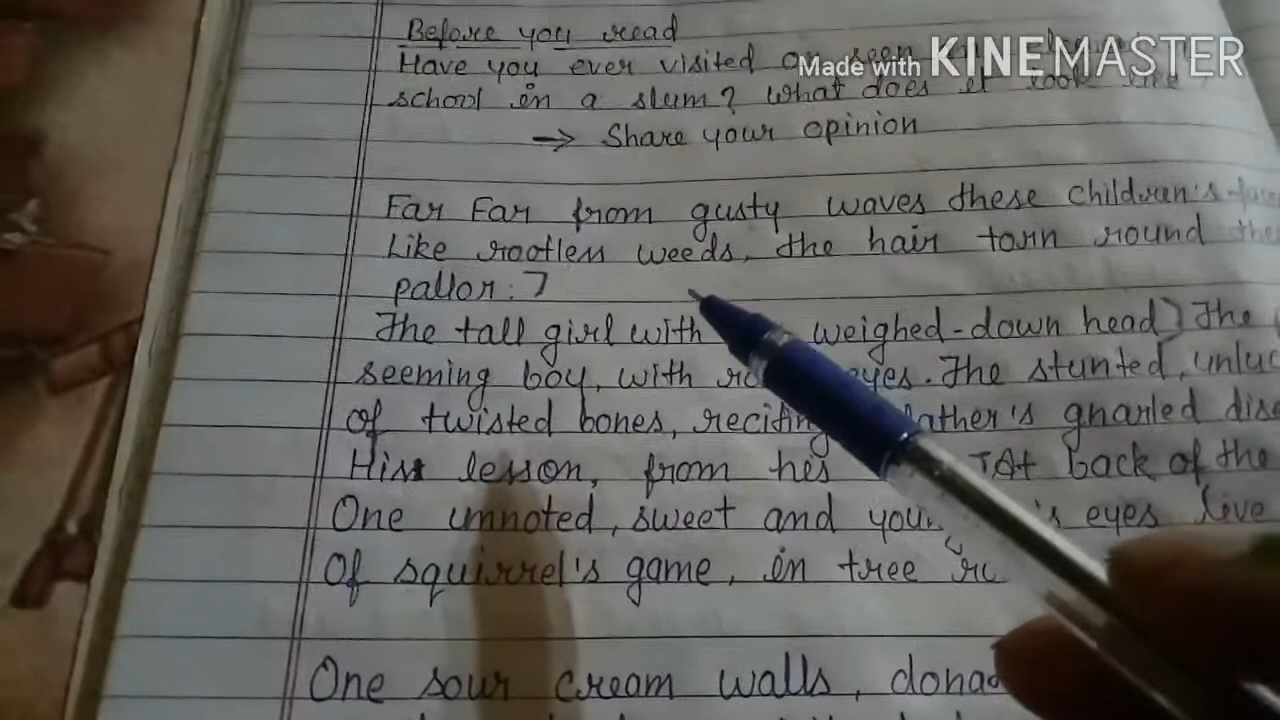 Before you read
Have you ever visited or seen
Made with KINEMASTER
school in a slum? What does it look like
→ Share your opinion
Far Far from gusty waves these children's
Like rootless weeds, the hair torn round the
pallor:
The tall girl with weighed-down head The
seeming boy, with eyes. The stunted,
of twisted bones, reciting father's gnarled
His lesson, from his At back of the
One unnoted, sweet and eyes live
Of squirrel's game, in tree
One sour cream walls,